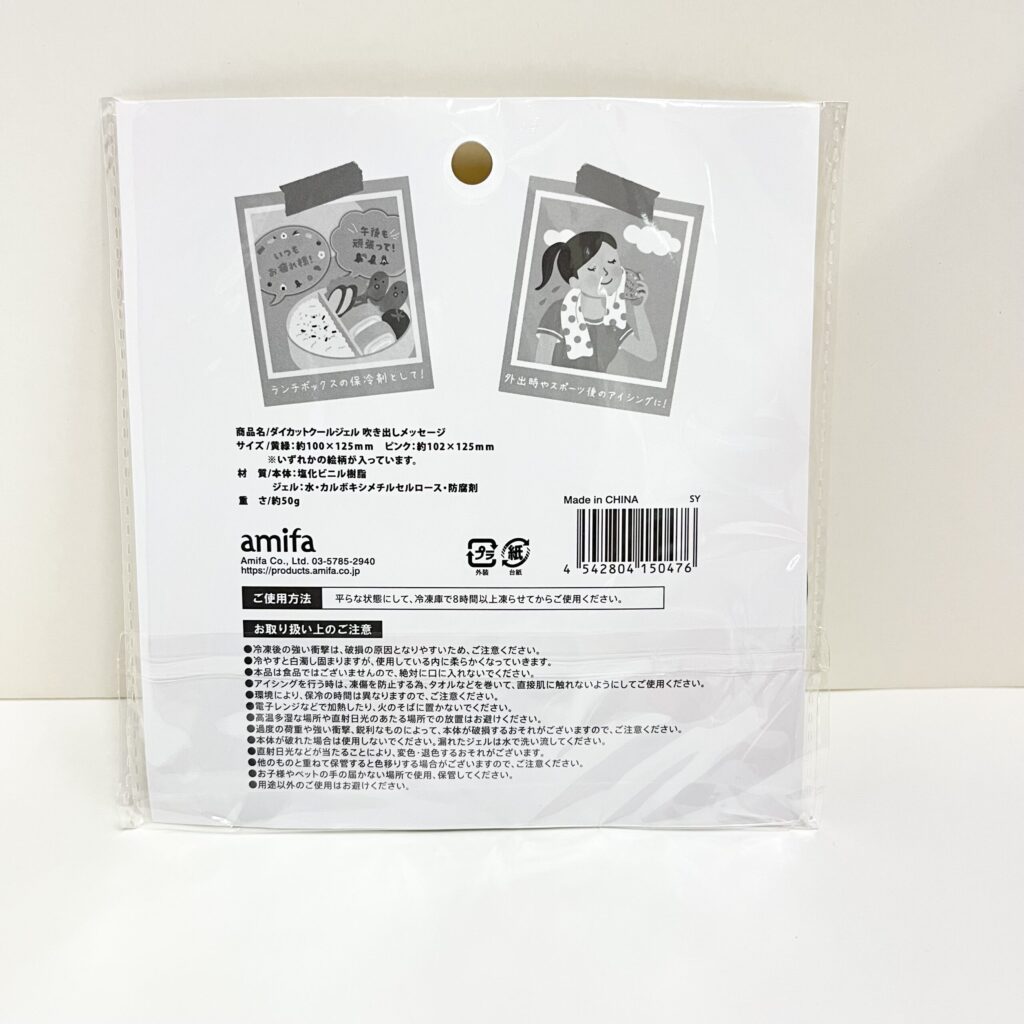 いつも
お疲れ様!
午後も
頑張って!
ランチボックスの保冷剤として!
外出時やスポーツ後のアイシングに!
商品名/ダイカットクールジェル 吹き出しメッセージ
サイズ/黄緑:約100×125mm ピンク:約102×125mm
※いずれかの絵柄が入っています。
材 質/本体:塩化ビニル樹脂
ジェル:水・カルボキシメチルセルロース・防腐剤
重 さ/約50g
Made in CHINA SY
amifa
Amifa Co., Ltd. 03-5785-2940
https://products.amifa.co.jp
プラ
外装
紙
台紙
4 542804 150476
ご使用方法 平らな状態にして、冷凍庫で8時間以上凍らせてからご使用ください。
お取り扱い上のご注意
●冷凍後の強い衝撃は、破損の原因となりやすいため、ご注意ください。
●冷やすと白濁し固まりますが、使用している内に柔らかくなっていきます。
●本品は食品ではございませんので、絶対に口に入れないでください。
●アイシングを行う時は、凍傷を防止する為、タオルなどを巻いて、直接肌に触れないようにしてご使用ください。
●環境により、保冷の時間は異なりますので、ご注意ください。
●電子レンジなどで加熱したり、火のそばに置かないでください。
●高温多湿な場所や直射日光のあたる場所での放置はお避けください。
●過度の荷重や強い衝撃、鋭利なものによって、本体が破損するおそれがございますので、ご注意ください。
●本体が破れた場合は使用しないでください。漏れたジェルは水で洗い流してください。
●直射日光などが当たることにより、変色・退色するおそれがございます。
●他のものと重ねて保管すると色移りする場合がございますので、ご注意ください。
●お子様やペットの手の届かない場所で使用、保管してください。
●用途以外のご使用はお避けください。